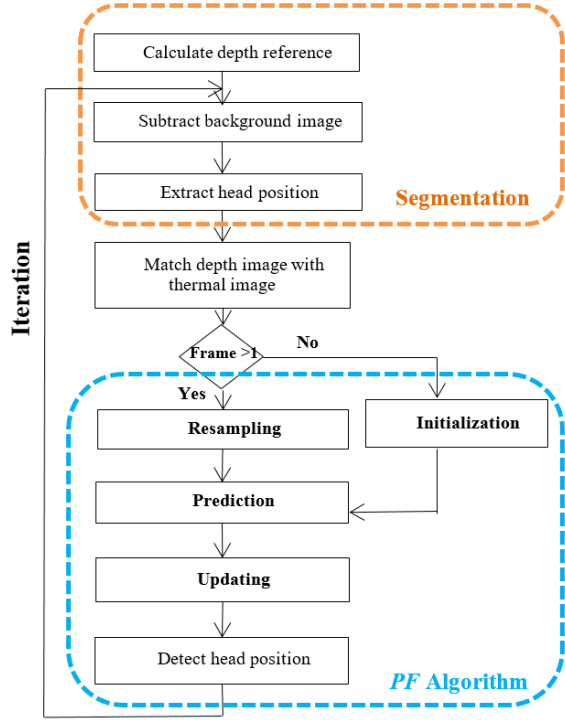 Calculate depth reference
Subtract background image
Extract head position
Segmentation
Match depth image with
thermal image
Iteration
Frame >1
No
Yes
Resampling
Initialization
Prediction
Updating
Detect head position
PF Algorithm